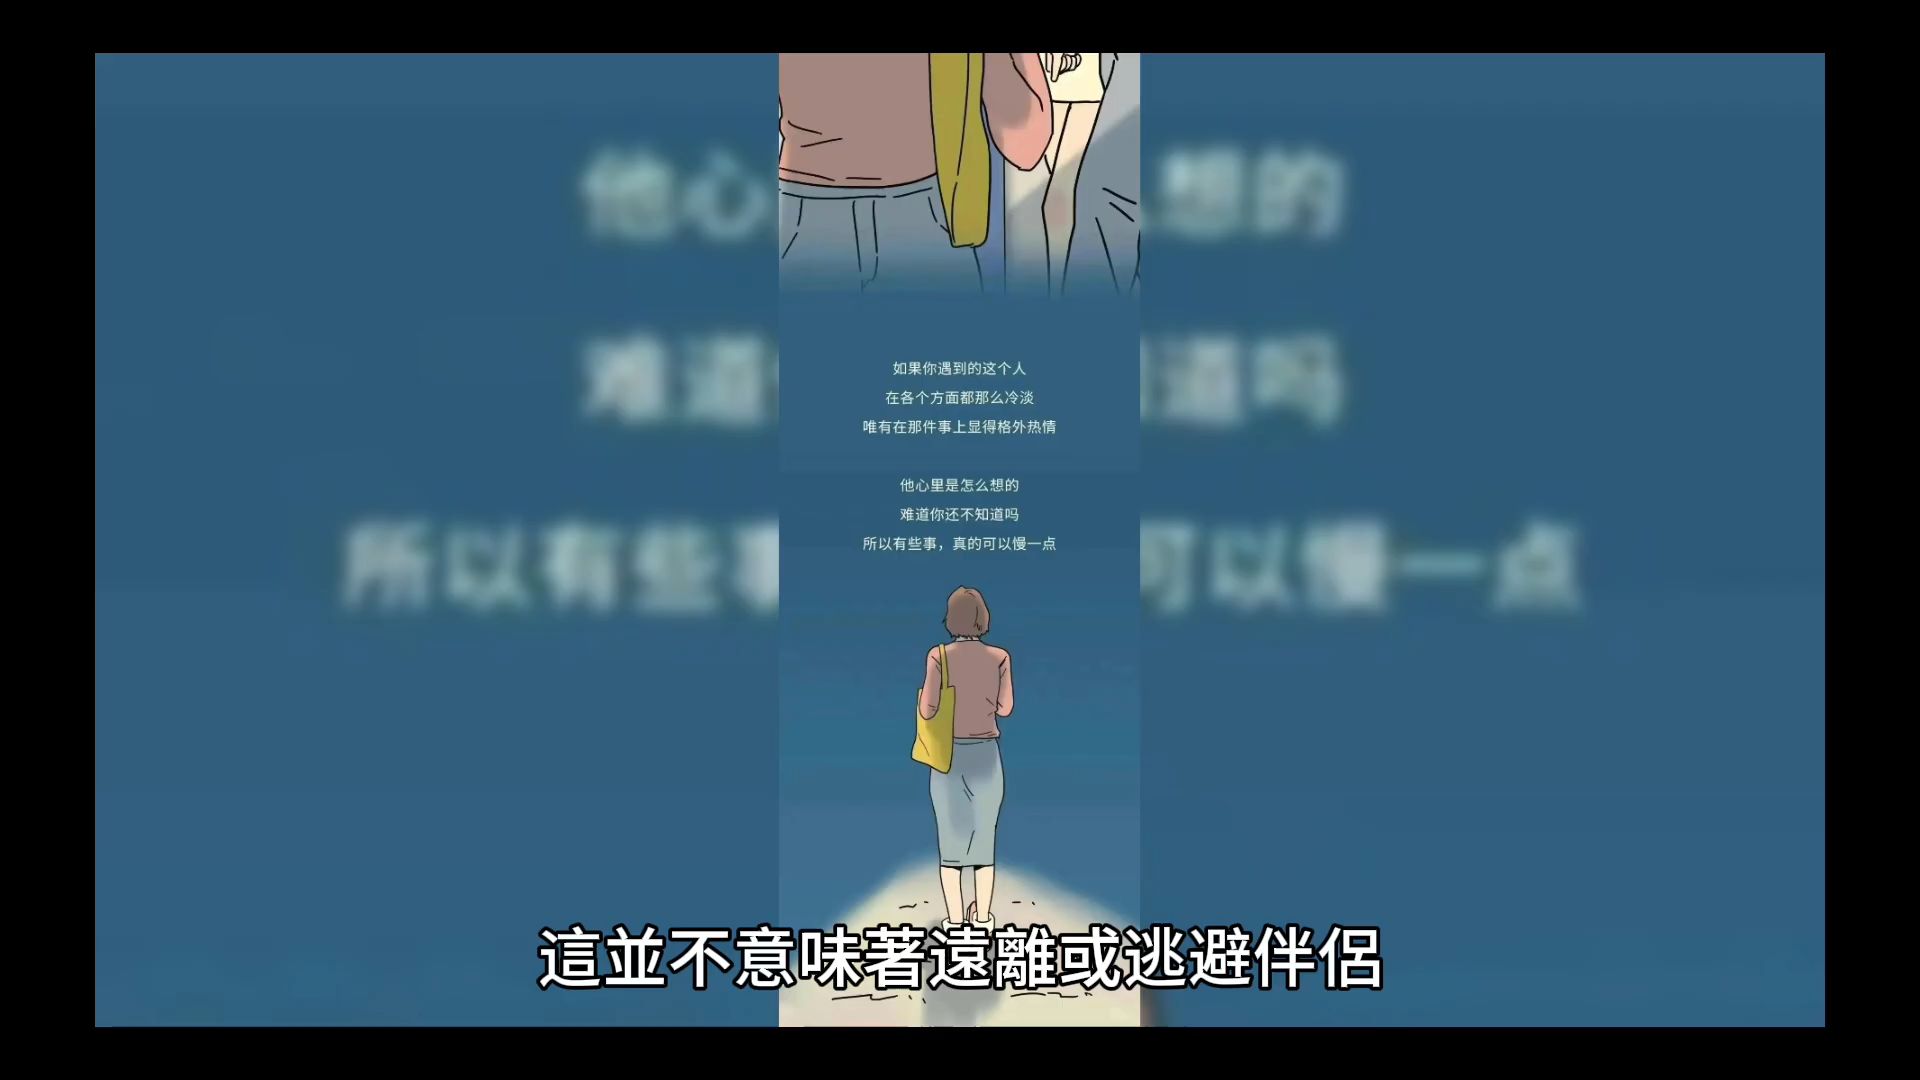 如果你遇到的这个人
在各个方面都那么冷淡
唯有在那件事上显得格外热情
他心里是怎么想的
难道你还不知道吗
所以有些事，真的可以慢一点
這並不意味著遠離或逃避伴侶